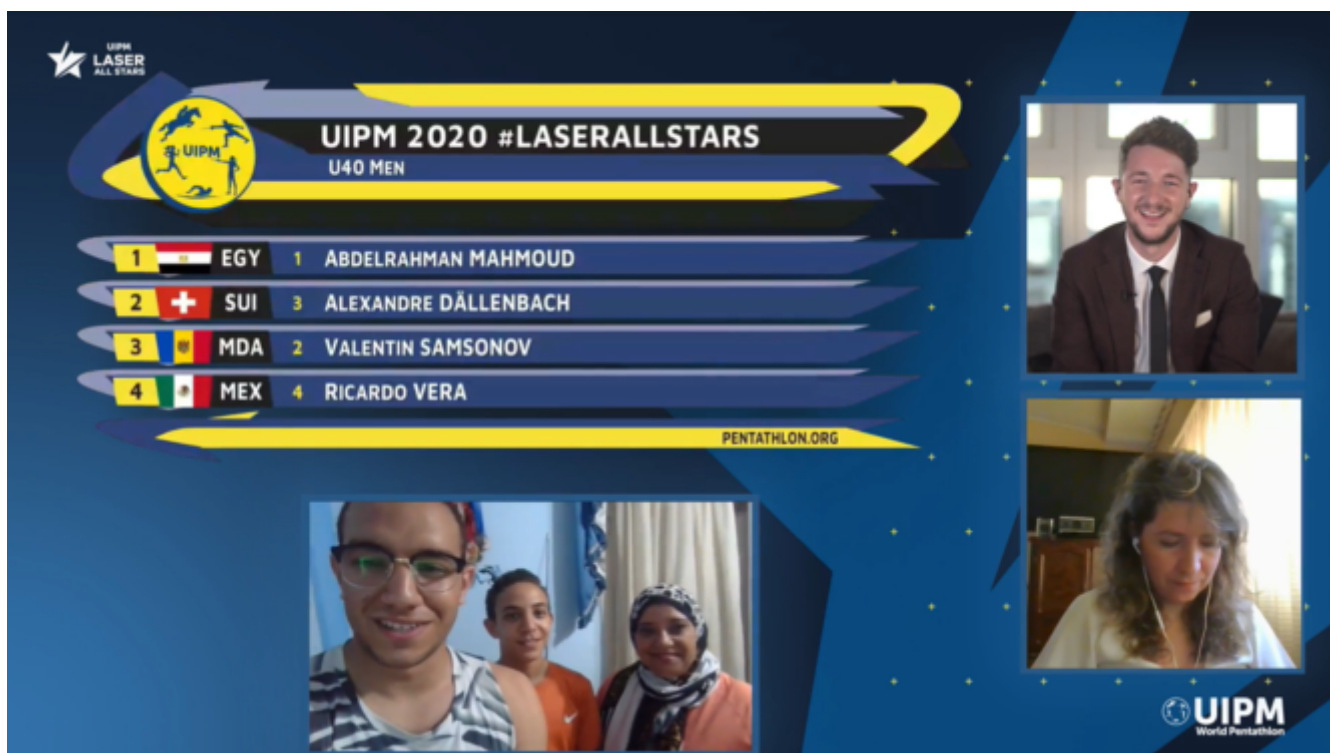 UIPM
LASER
ALL STARS
UIPM
UIPM 2020 #LASERALLSTARS
U40 MEN
1 EGY 1 ABDELRAHMAN MAHMOUD
2 SUI 3 ALEXANDRE DÄLLENBACH
3 MDA 2 VALENTIN SAMSONOV
4 MEX 4 RICARDO VERA
PENTATHLON.ORG
UIPM
World Pentathlon